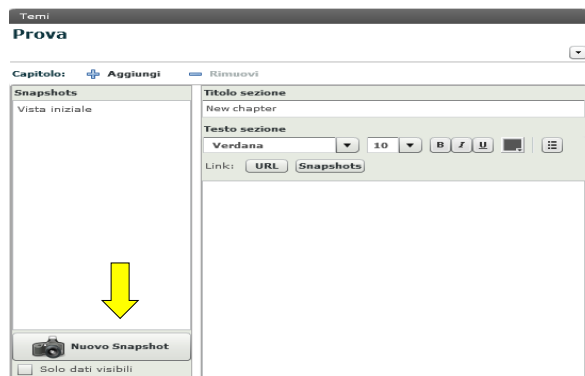 Temi
Prova
Capitolo: Aggiungi Rimuovi
Snapshots
Vista iniziale
Titolo sezione
New chapter
Testo sezione
Verdana 10 B I U
Link: URL Snapshots
Nuovo Snapshot
Solo dati visibili